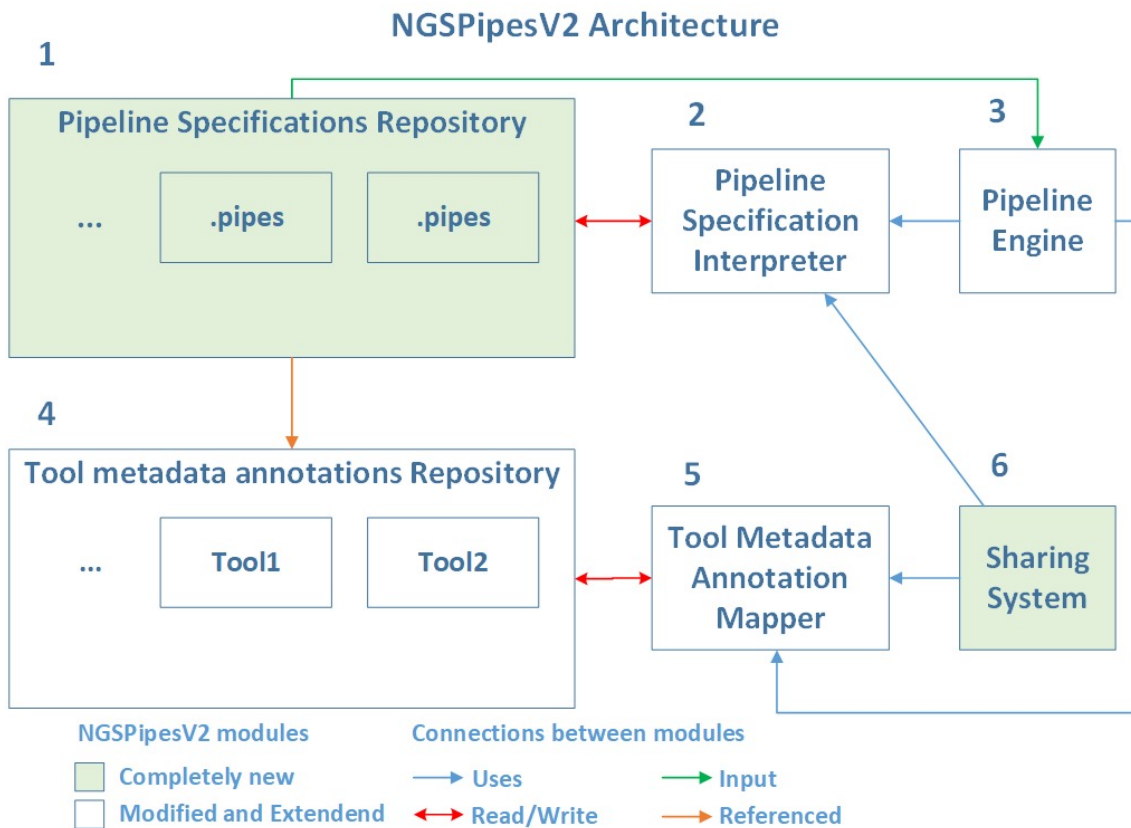 NGSPipesV2 Architecture
1
Pipeline Specifications Repository
...
.pipes
.pipes
2
Pipeline
Specification
Interpreter
3
Pipeline
Engine
4
Tool metadata annotations Repository
...
Tool1
Tool2
5
Tool Metadata
Annotation
Mapper
6
Sharing
System
NGSPipesV2 modules
Completely new
Modified and Extendend
Connections between modules
Uses
Input
Read/Write
Referenced